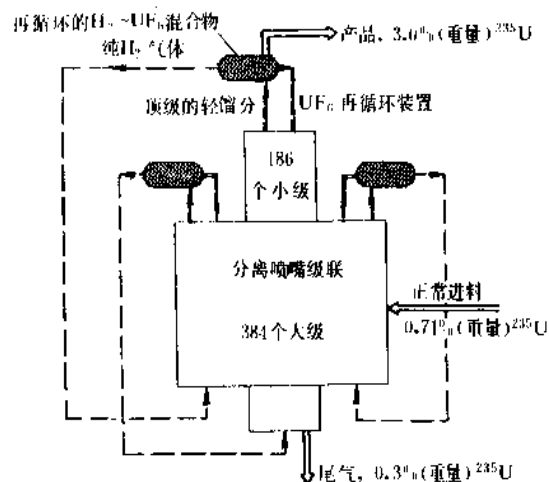 再循环的H₂~UF₆混合物
纯H₂气体
产品, 3.0%(重量)²³⁵U
顶级的轻馏分
UF₆ 再循环装置
186
个小级
分离喷嘴级联
384个大级
正常进料
0.71%(重量)²³⁵U
尾气, 0.3%(重量)²³⁵U